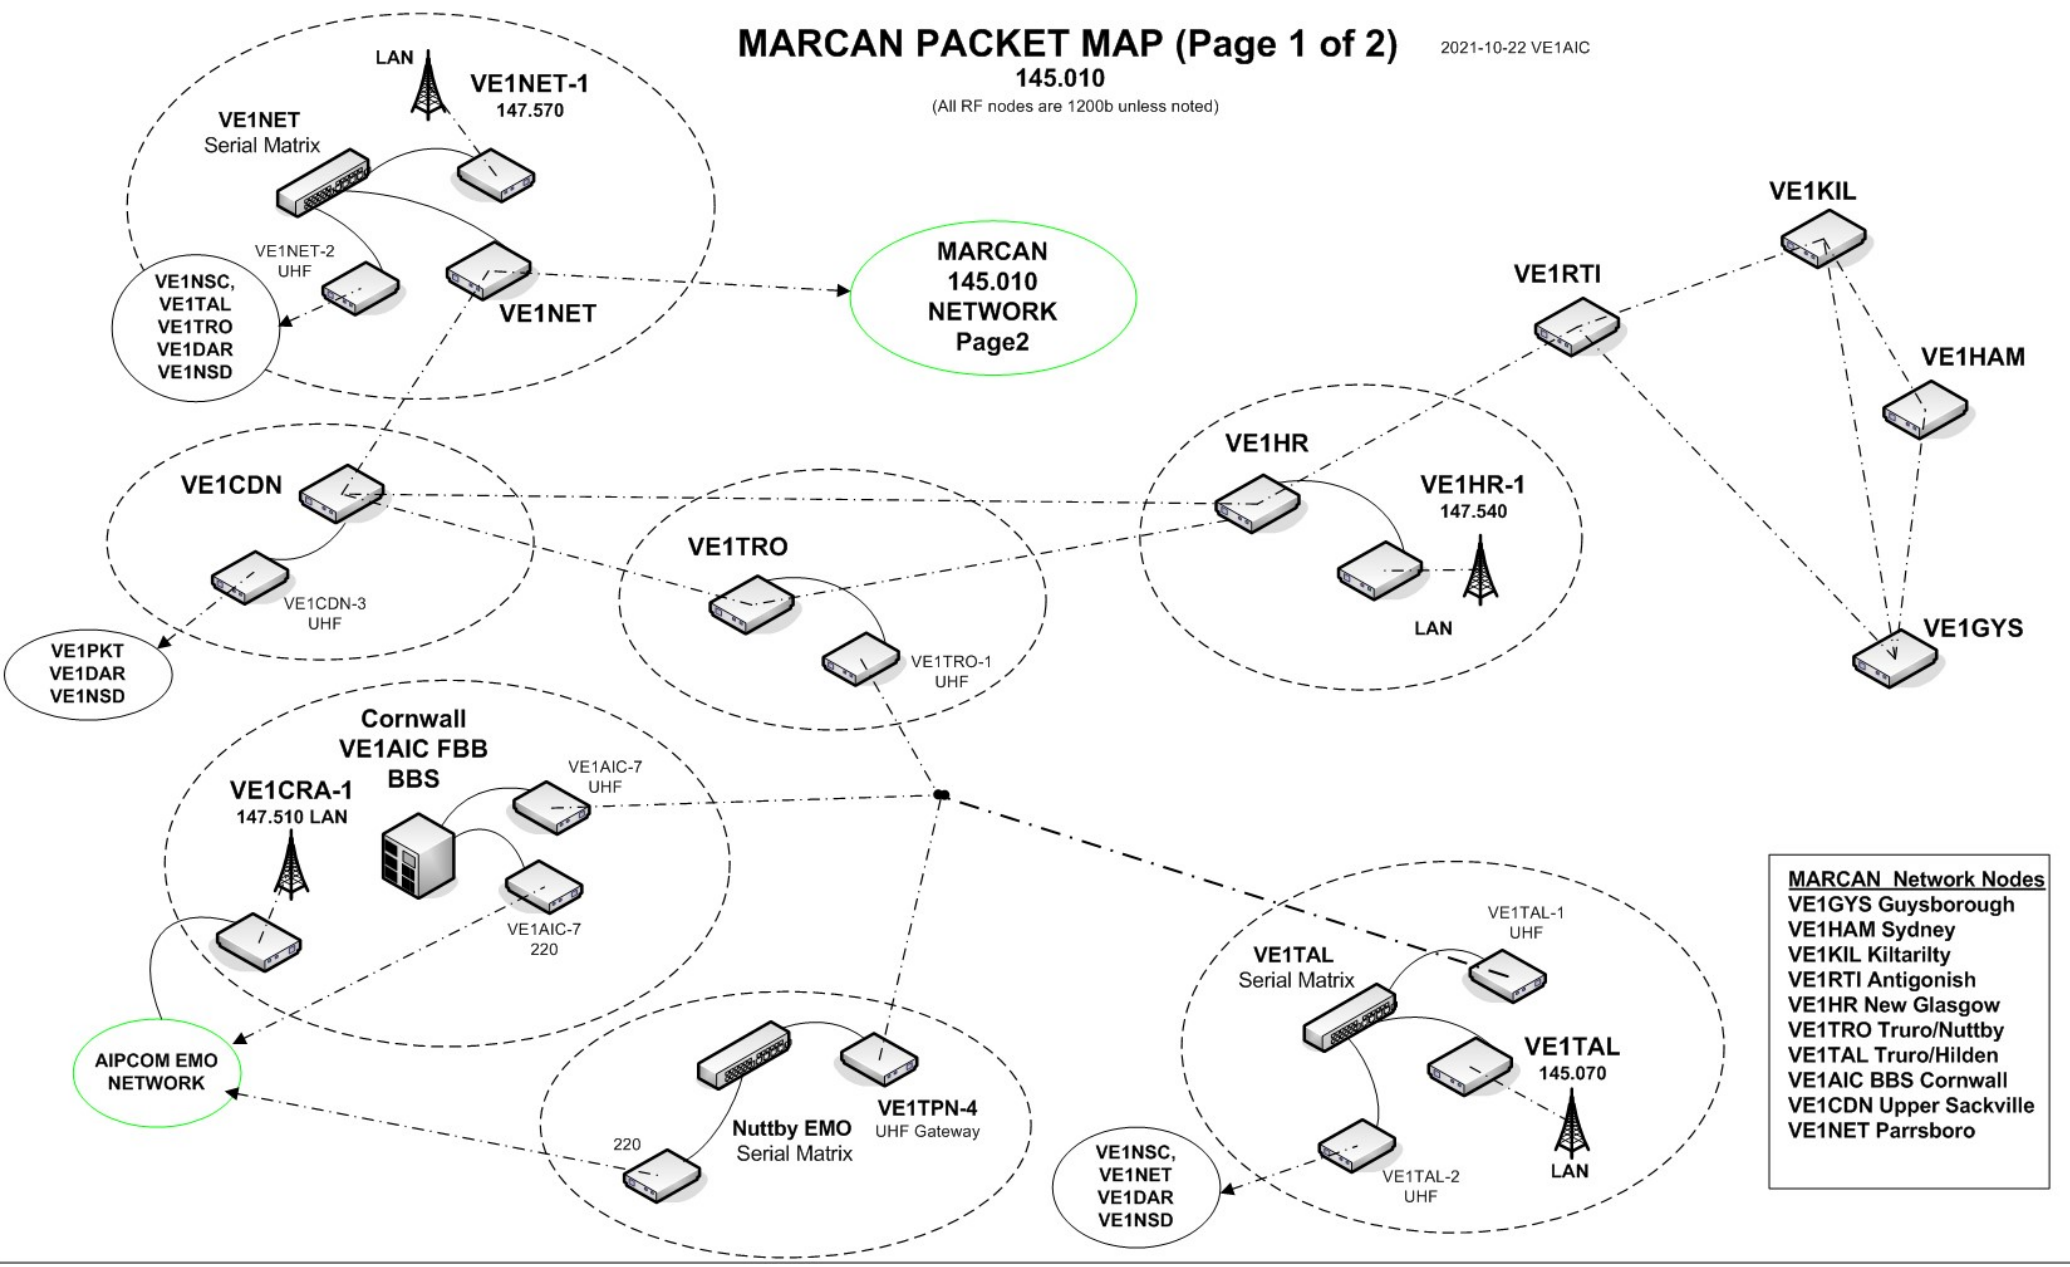 MARCAN PACKET MAP (Page 1 of 2)
2021-10-22 VE1AIC
145.010
(All RF nodes are 1200b unless noted)
LAN
VE1NET-1
147.570
VE1NET
Serial Matrix
VE1NET-2
UHF
VE1NSC,
VE1TAL
VE1TRO
VE1DAR
VE1NSD
VE1NET
MARCAN
145.010
NETWORK
Page2
VE1KIL
VE1RTI
VE1HAM
VE1GYS
VE1CDN
VE1CDN-3
UHF
VE1PKT
VE1DAR
VE1NSD
VE1TRO
VE1TRO-1
UHF
VE1HR
VE1HR-1
147.540
LAN
Cornwall
VE1AIC FBB
BBS
VE1AIC-7
UHF
VE1CRA-1
147.510 LAN
VE1AIC-7
220
AIPCOM EMO
NETWORK
220
Nuttby EMO
Serial Matrix
VE1TPN-4
UHF Gateway
VE1TAL-1
UHF
VE1TAL
Serial Matrix
VE1TAL
145.070
LAN
VE1TAL-2
UHF
VE1NSC,
VE1NET
VE1DAR
VE1NSD
MARCAN Network Nodes
VE1GYS Guysborough
VE1HAM Sydney
VE1KIL Kiltarilty
VE1RTI Antigonish
VE1HR New Glasgow
VE1TRO Truro/Nuttby
VE1TAL Truro/Hilden
VE1AIC BBS Cornwall
VE1CDN Upper Sackville
VE1NET Parrsboro